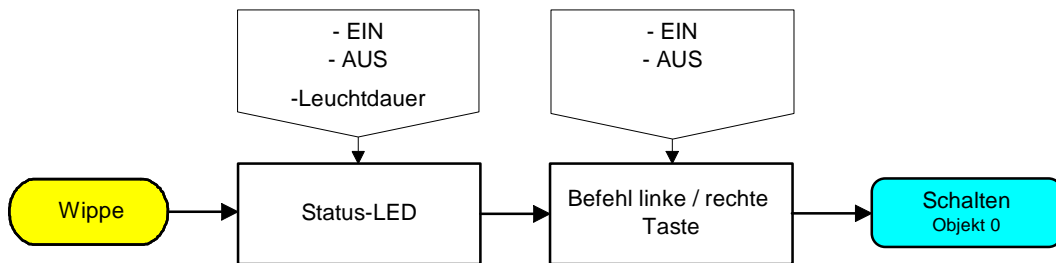 - EIN
- AUS
-Leuchtdauer
- EIN
- AUS
Wippe
Status-LED
Befehl linke / rechte
Taste
Schalten
Objekt 0